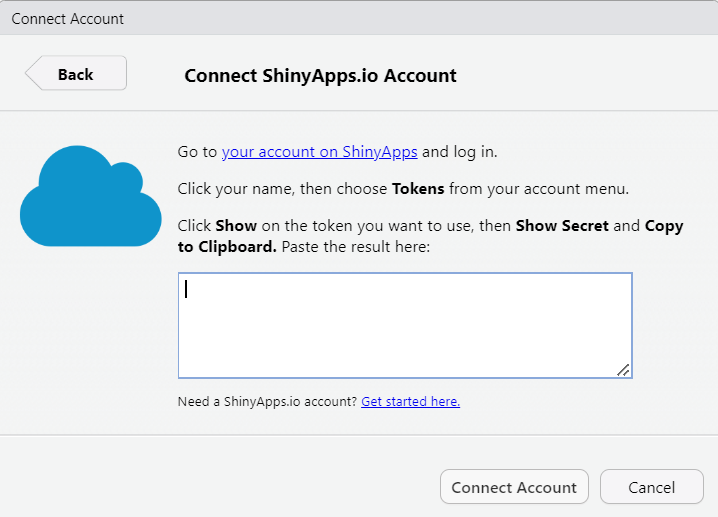 Connect Account
Back
Connect ShinyApps.io Account
Go to your account on ShinyApps and log in.
Click your name, then choose Tokens from your account menu.
Click Show on the token you want to use, then Show Secret and Copy
to Clipboard. Paste the result here:
Need a ShinyApps.io account? Get started here.
Connect Account
Cancel